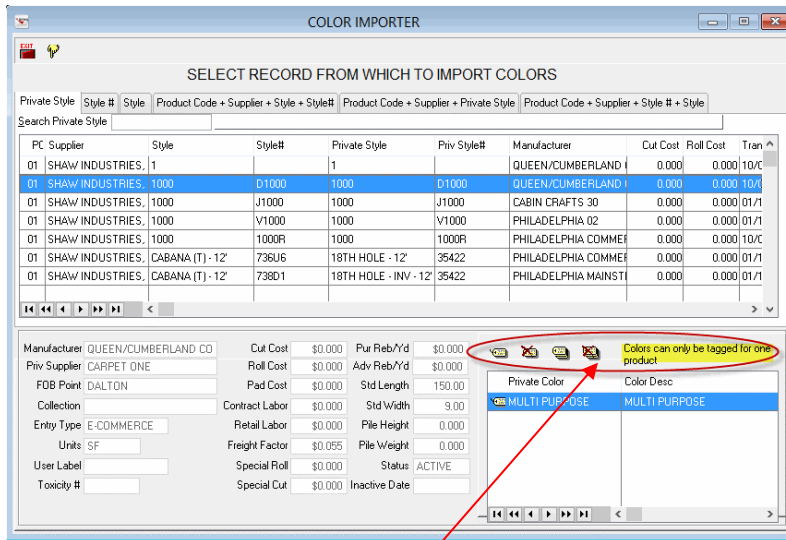 COLOR IMPORTER
EXIT
SELECT RECORD FROM WHICH TO IMPORT COLORS
Private Style Style # Style Product Code + Supplier + Style + Style# Product Code + Supplier + Private Style Product Code + Supplier + Style # + Style
Search Private Style
PC Supplier Style Style# Private Style Priv Style# Manufacturer Cut Cost Roll Cost Tran
01 SHAW INDUSTRIES, 1 1 QUEEN/CUMBERLAND 0.000 0.000 10/0
01 SHAW INDUSTRIES, 1000 D1000 1000 D1000 QUEEN/CUMBERLAND 0.000 0.000 10/0
01 SHAW INDUSTRIES, 1000 J1000 1000 J1000 CABIN CRAFTS 30 0.000 0.000 01/1
01 SHAW INDUSTRIES, 1000 V1000 1000 V1000 PHILADELPHIA 02 0.000 0.000 01/1
01 SHAW INDUSTRIES, 1000 1000R 1000 1000R PHILADELPHIA COMMER 0.000 0.000 10/0
01 SHAW INDUSTRIES, CABANA (T) - 12' 736U6 18TH HOLE - 12' 35422 PHILADELPHIA COMMER 0.000 0.000 01/1
01 SHAW INDUSTRIES, CABANA (T) - 12' 738D1 18TH HOLE - INV - 12' 35422 PHILADELPHIA MAINSTI 0.000 0.000 01/1
Manufacturer QUEEN/CUMBERLAND CO Cut Cost $0.000 Pur Reb/Yd $0.000
Priv Supplier CARPET ONE Roll Cost $0.000 Adv Reb/Yd $0.000
FOB Point DALTON Pad Cost $0.000 Std Length 150.00
Collection Contract Labor $0.000 Std Width 9.00
Entry Type E-COMMERCE Retail Labor $0.000 Pile Height 0.000
Units SF Freight Factor $0.055 Pile Weight 0.000
User Label Special Roll $0.000 Status ACTIVE
Toxicity # Special Cut $0.000 Inactive Date
Colors can only be tagged for one
product
Private Color Color Desc
MULTI PURPOSE MULTI PURPOSE